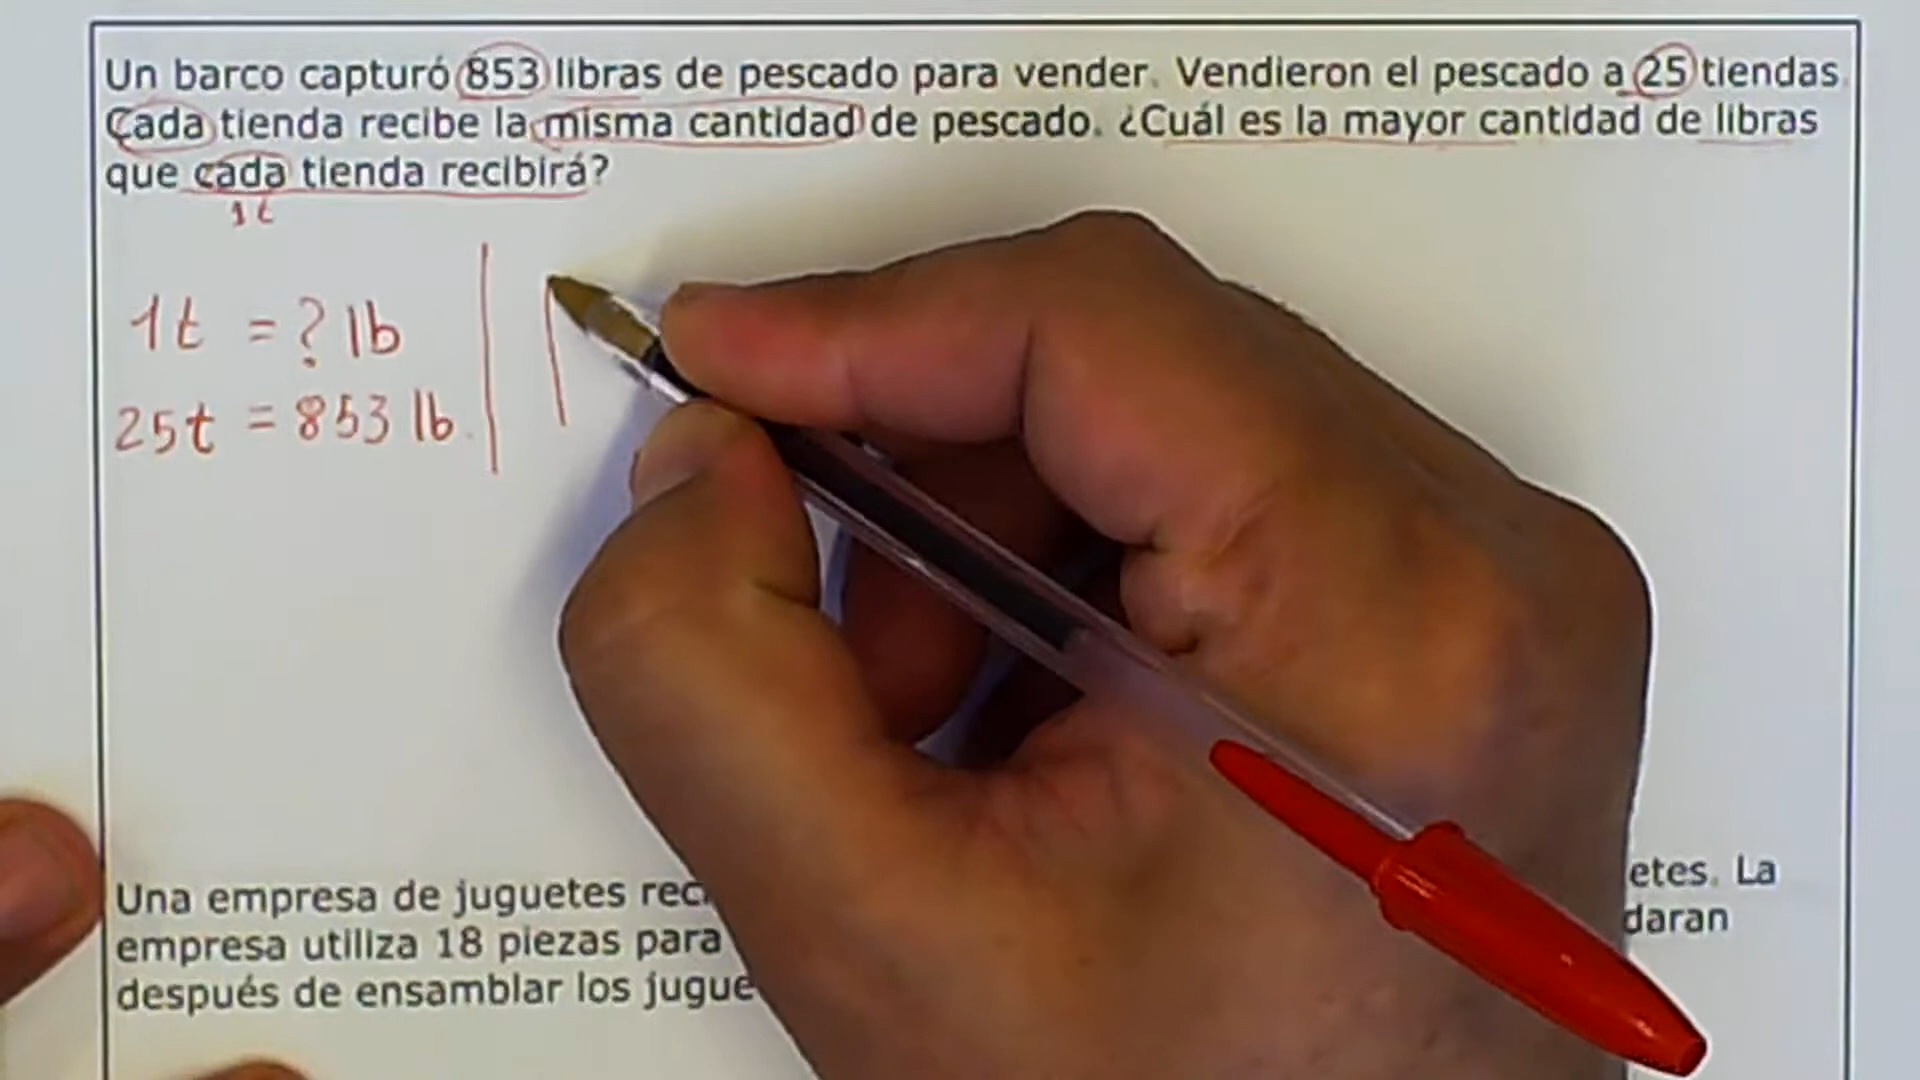 Un barco capturó 853 libras de pescado para vender. Vendieron el pescado a 25 tiendas.
Cada tienda recibe la misma cantidad de pescado. ¿Cuál es la mayor cantidad de libras
que cada tienda recibirá?
1t
1t = ? lb
25t = 853 lb.
Una empresa de juguetes etes. La
empresa utiliza 18 piezas para daran
después de ensamblar los jugue